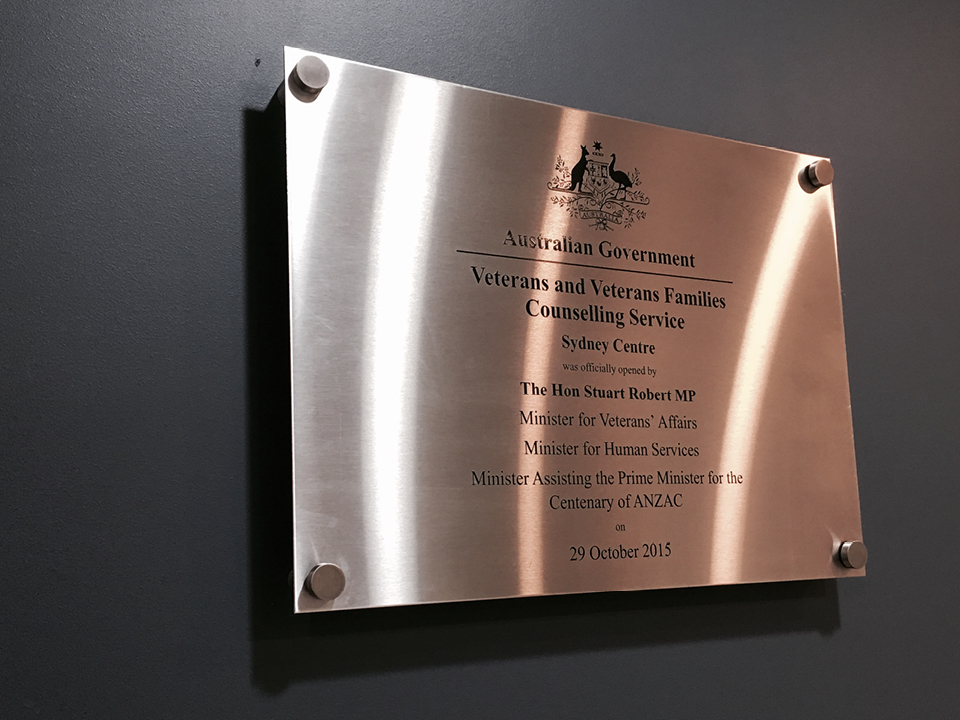 AUSTRALIA
Australian Government
Veterans and Veterans Families
Counselling Service
Sydney Centre
was officially opened by
The Hon Stuart Robert MP
Minister for Veterans' Affairs
Minister for Human Services
Minister Assisting the Prime Minister for the
Centenary of ANZAC
on
29 October 2015